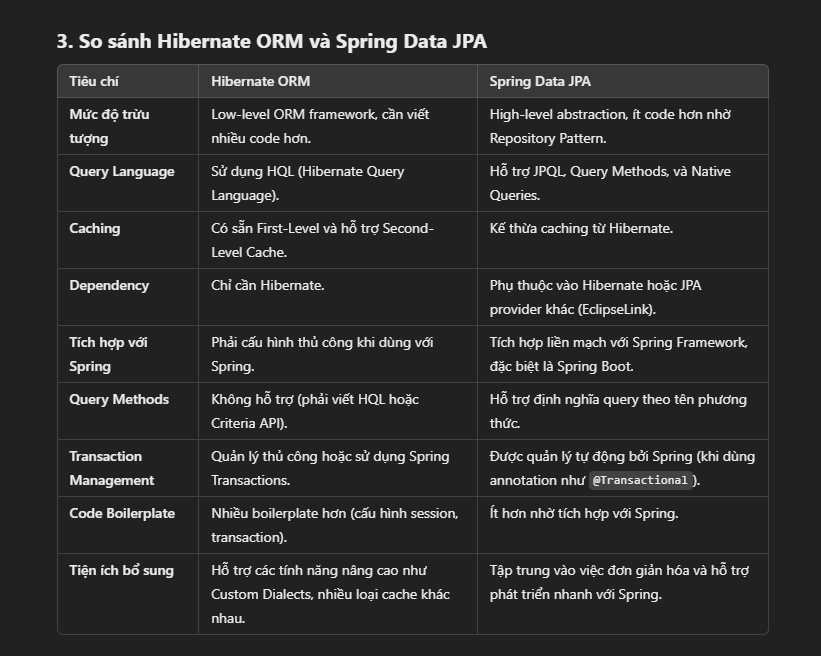 3. So sánh Hibernate ORM và Spring Data JPA
Tiêu chí Hibernate ORM Spring Data JPA
Mức độ trừu Low-level ORM framework, cần viết High-level abstraction, ít code hơn nhờ
tượng nhiều code hơn. Repository Pattern.
Query Language Sử dụng HQL (Hibernate Query Hỗ trợ JPQL, Query Methods, và Native
Language). Queries.
Caching Có sẵn First-Level và hỗ trợ Second- Kế thừa caching từ Hibernate.
Level Cache.
Dependency Chỉ cần Hibernate. Phụ thuộc vào Hibernate hoặc JPA
provider khác (EclipseLink).
Tích hợp với Phải cấu hình thủ công khi dùng với Tích hợp liền mạch với Spring Framework,
Spring Spring. đặc biệt là Spring Boot.
Query Methods Không hỗ trợ (phải viết HQL hoặc Hỗ trợ định nghĩa query theo tên phương
Criteria API). thức.
Transaction Quản lý thủ công hoặc sử dụng Spring Được quản lý tự động bởi Spring (khi dùng
Management Transactions. annotation như @Transactional).
Code Boilerplate Nhiều boilerplate hơn (cấu hình session, Ít hơn nhờ tích hợp với Spring.
transaction).
Tiện ích bổ sung Hỗ trợ các tính năng nâng cao như Tập trung vào việc đơn giản hóa và hỗ trợ
Custom Dialects, nhiều loại cache khác phát triển nhanh với Spring.
nhau.